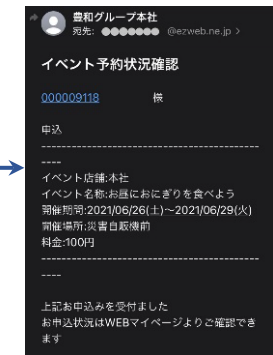 豊和グループ本社
宛先: ●●●●●●● @ezweb.ne.jp >
イベント予約状況確認
000009118 様
申込
--------------------------------------------
----
イベント店舗:本社
イベント名称:お昼におにぎりを食べよう
開催期間:2021/06/26(土)～2021/06/29(火)
開催場所:災害自販機前
料金:100円
--------------------------------------------
----
上記お申込みを受付ました
お申込状況はWEBマイページよりご確認でき
ます